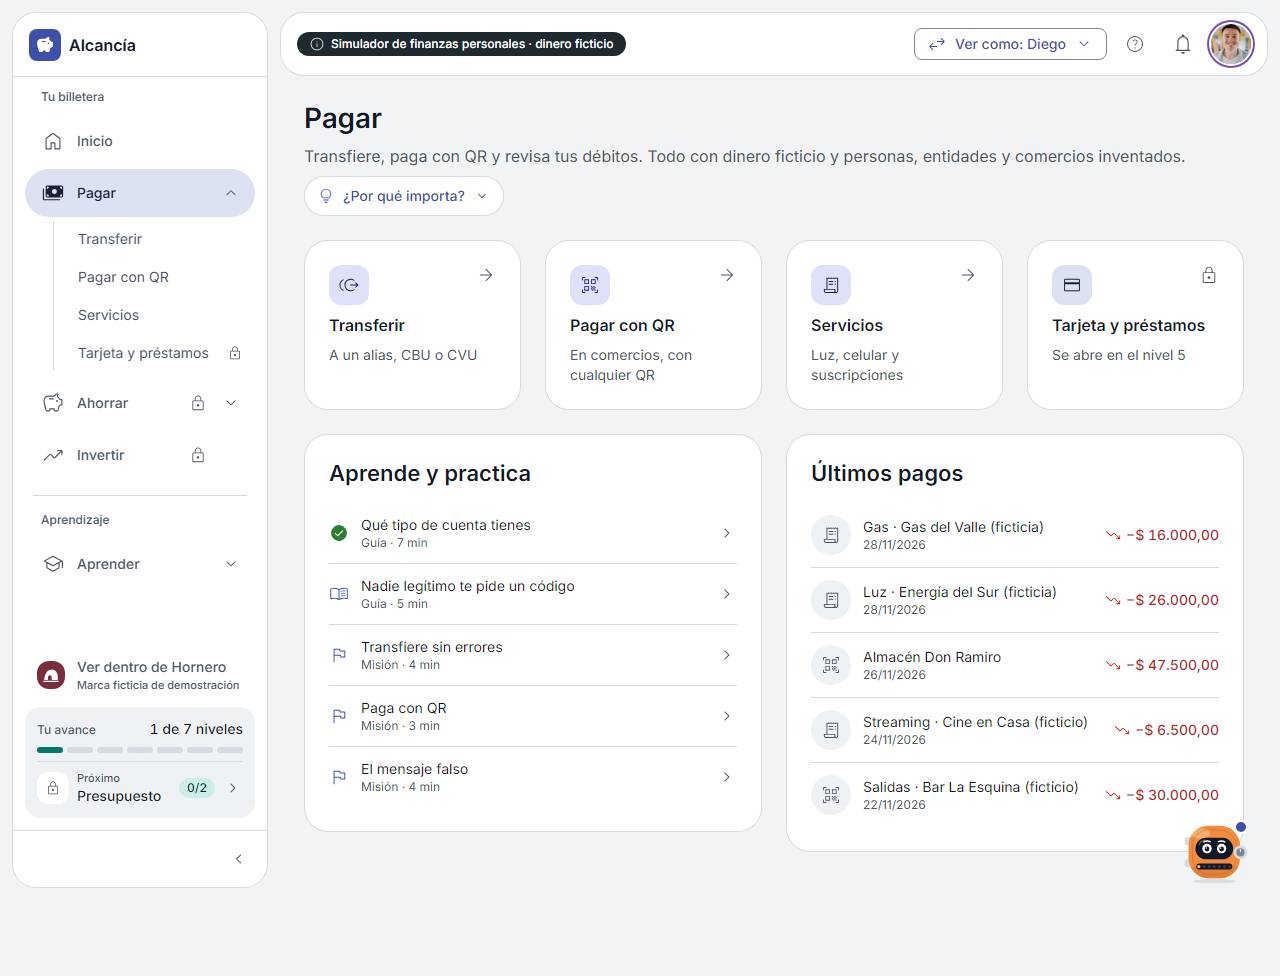 Alcancía
Tu billetera
Inicio
Pagar
Transferir
Pagar con QR
Servicios
Tarjeta y préstamos
Ahorrar
Invertir
Aprendizaje
Aprender
Ver dentro de Hornero
Marca ficticia de demostración
Tu avance
1 de 7 niveles
Próximo
Presupuesto
0/2
Simulador de finanzas personales · dinero ficticio
Ver como: Diego
Pagar
Transfiere, paga con QR y revisa tus débitos. Todo con dinero ficticio y personas, entidades y comercios inventados.
¿Por qué importa?
Transferir
A un alias, CBU o CVU
Pagar con QR
En comercios, con
cualquier QR
Servicios
Luz, celular y
suscripciones
Tarjeta y préstamos
Se abre en el nivel 5
Aprende y practica
Qué tipo de cuenta tienes
Guía · 7 min
Nadie legítimo te pide un código
Guía · 5 min
Transfiere sin errores
Misión · 4 min
Paga con QR
Misión · 3 min
El mensaje falso
Misión · 4 min
Últimos pagos
Gas · Gas del Valle (ficticia)
28/11/2026
−$ 16.000,00
Luz · Energía del Sur (ficticia)
28/11/2026
−$ 26.000,00
Almacén Don Ramiro
26/11/2026
−$ 47.500,00
Streaming · Cine en Casa (ficticio)
24/11/2026
−$ 6.500,00
Salidas · Bar La Esquina (ficticio)
22/11/2026
−$ 30.000,00